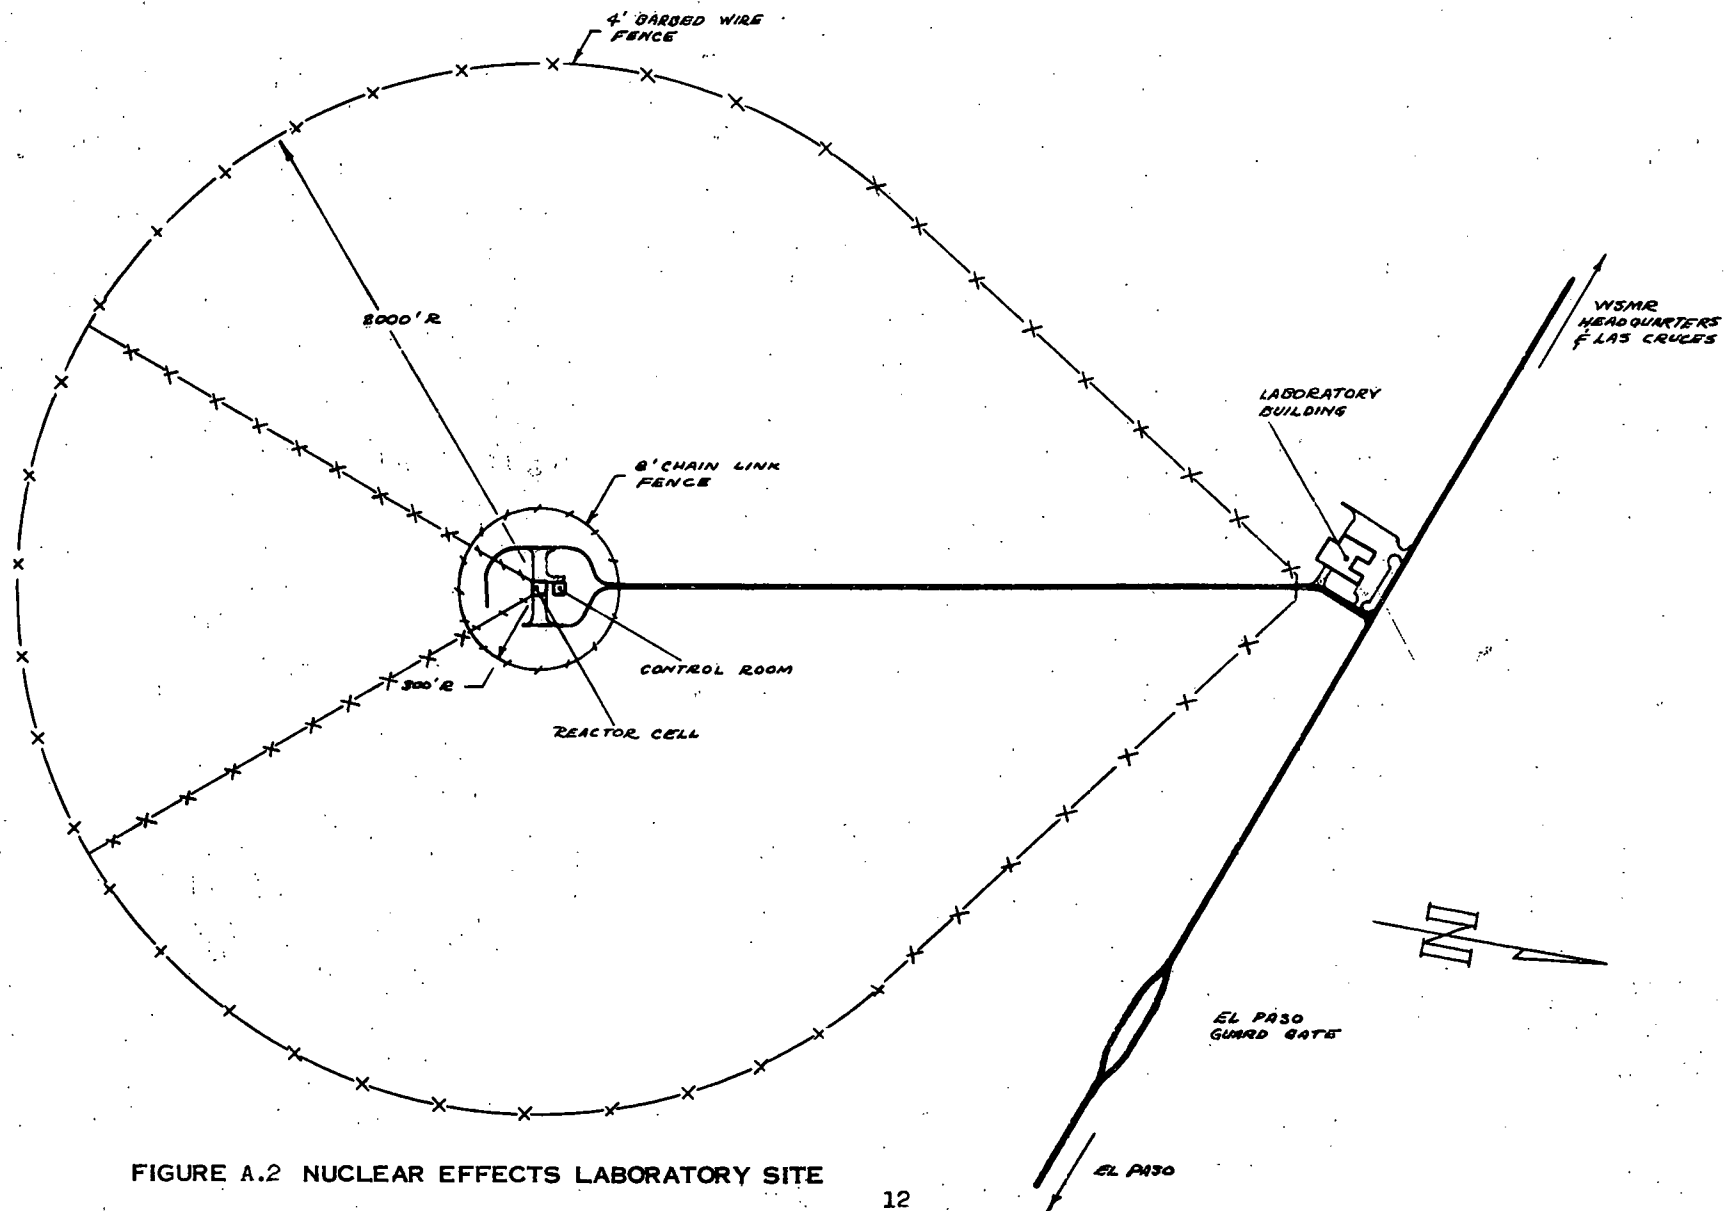 4' BARBED WIRE
FENCE
2000'R
WSMR
HEADQUARTERS
& LAS CRUCES
LABORATORY
BUILDING
8' CHAIN LINK
FENCE
300'R
CONTROL ROOM
REACTOR CELL
N
EL PASO
GUARD GATE
EL PASO
FIGURE A.2 NUCLEAR EFFECTS LABORATORY SITE
12